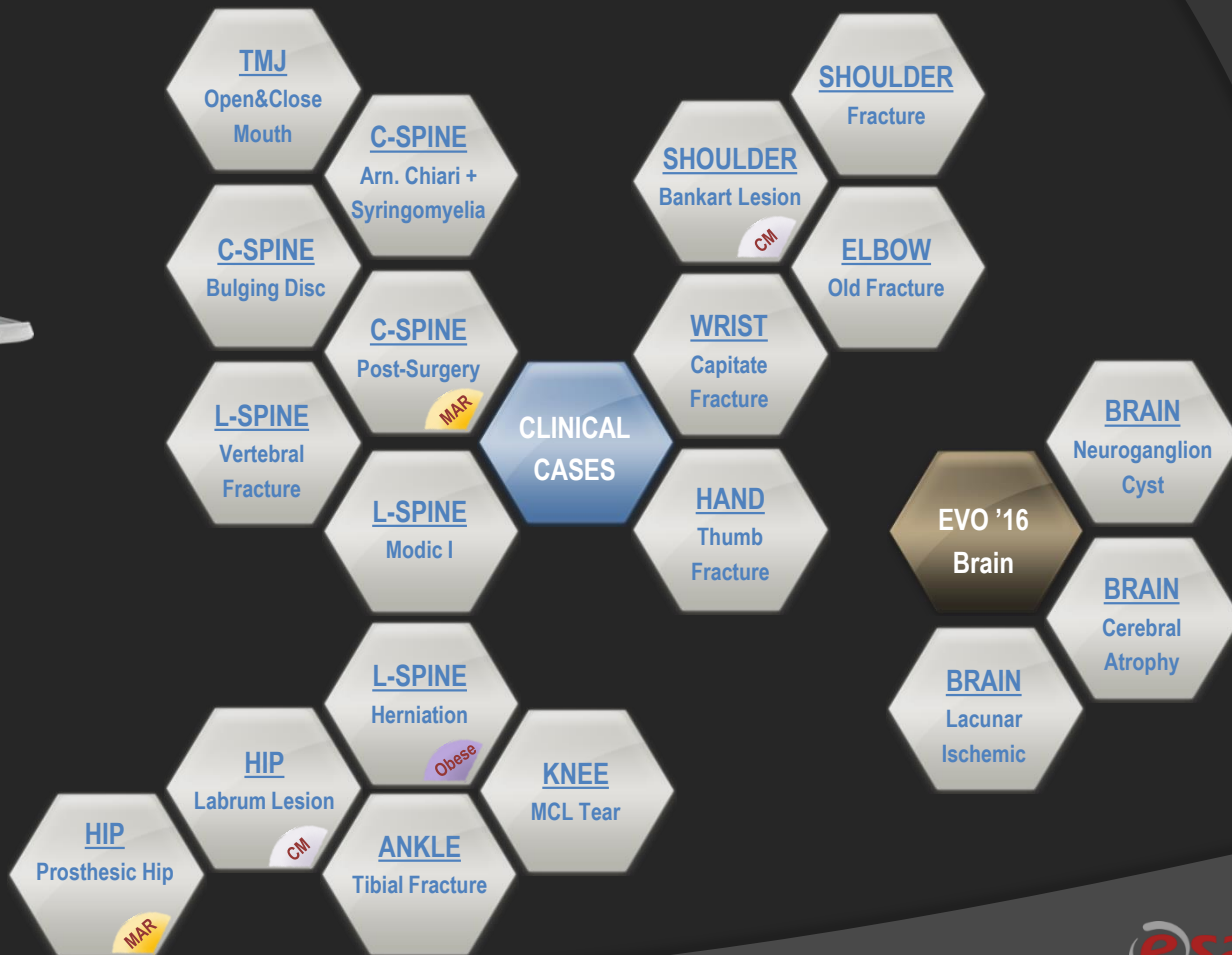 TMJ
Open&Close
Mouth
C-SPINE
Arn. Chiari +
Syringomyelia
C-SPINE
Bulging Disc
C-SPINE
Post-Surgery
MAR
L-SPINE
Vertebral
Fracture
L-SPINE
Modic I
CLINICAL
CASES
SHOULDER
Fracture
SHOULDER
Bankart Lesion
CM
ELBOW
Old Fracture
WRIST
Capitate
Fracture
HAND
Thumb
Fracture
EVO ’16
Brain
BRAIN
Neuroganglion
Cyst
BRAIN
Cerebral
Atrophy
BRAIN
Lacunar
Ischemic
L-SPINE
Herniation
Obese
HIP
Labrum Lesion
CM
KNEE
MCL Tear
HIP
Prosthesic Hip
MAR
ANKLE
Tibial Fracture